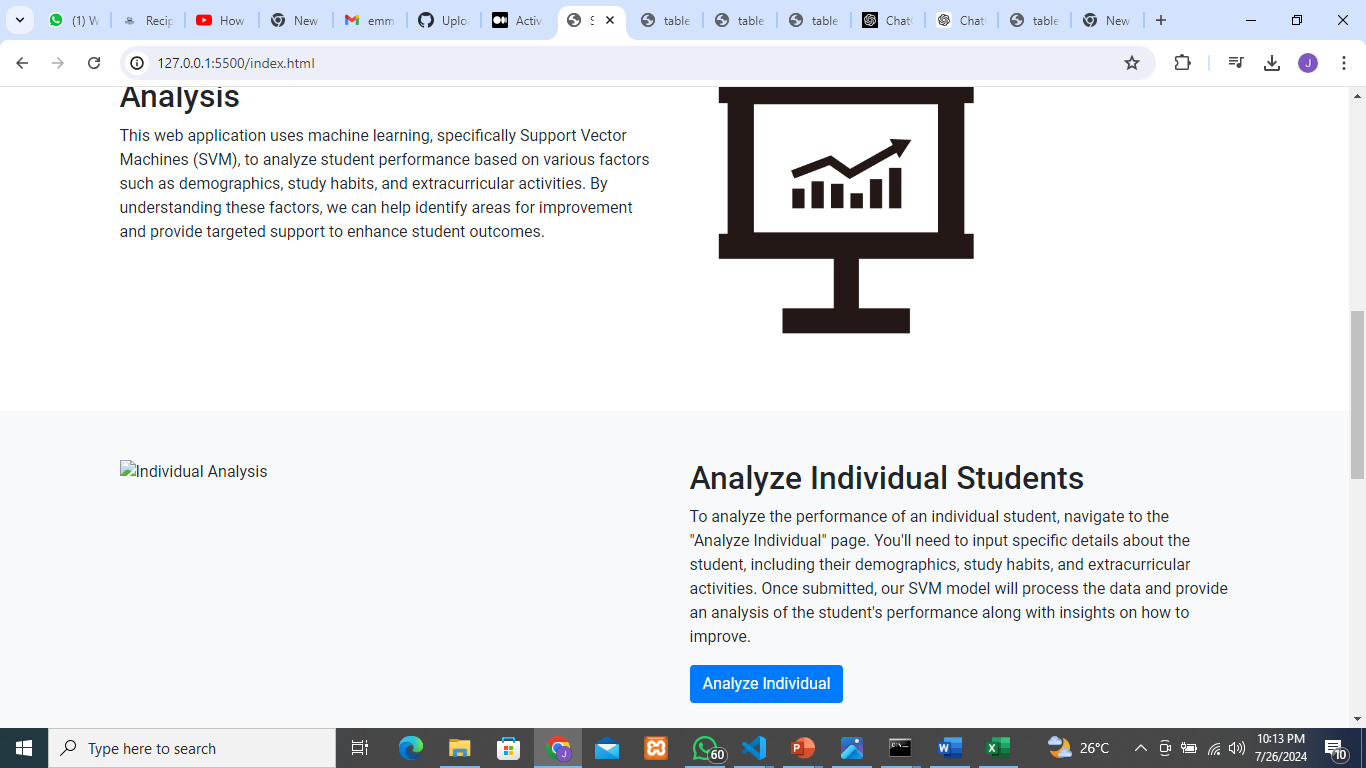 (1) W
Recip
How
New
emm
Uplo
Activ
S
table
table
table
Chat
Chat
table
New
127.0.0.1:5500/index.html
J
Analysis
This web application uses machine learning, specifically Support Vector
Machines (SVM), to analyze student performance based on various factors
such as demographics, study habits, and extracurricular activities. By
understanding these factors, we can help identify areas for improvement
and provide targeted support to enhance student outcomes.
Individual Analysis
Analyze Individual Students
To analyze the performance of an individual student, navigate to the
"Analyze Individual" page. You'll need to input specific details about the
student, including their demographics, study habits, and extracurricular
activities. Once submitted, our SVM model will process the data and provide
an analysis of the student's performance along with insights on how to
improve.
Analyze Individual
Type here to search
60
26°C
10:13 PM
7/26/2024
10